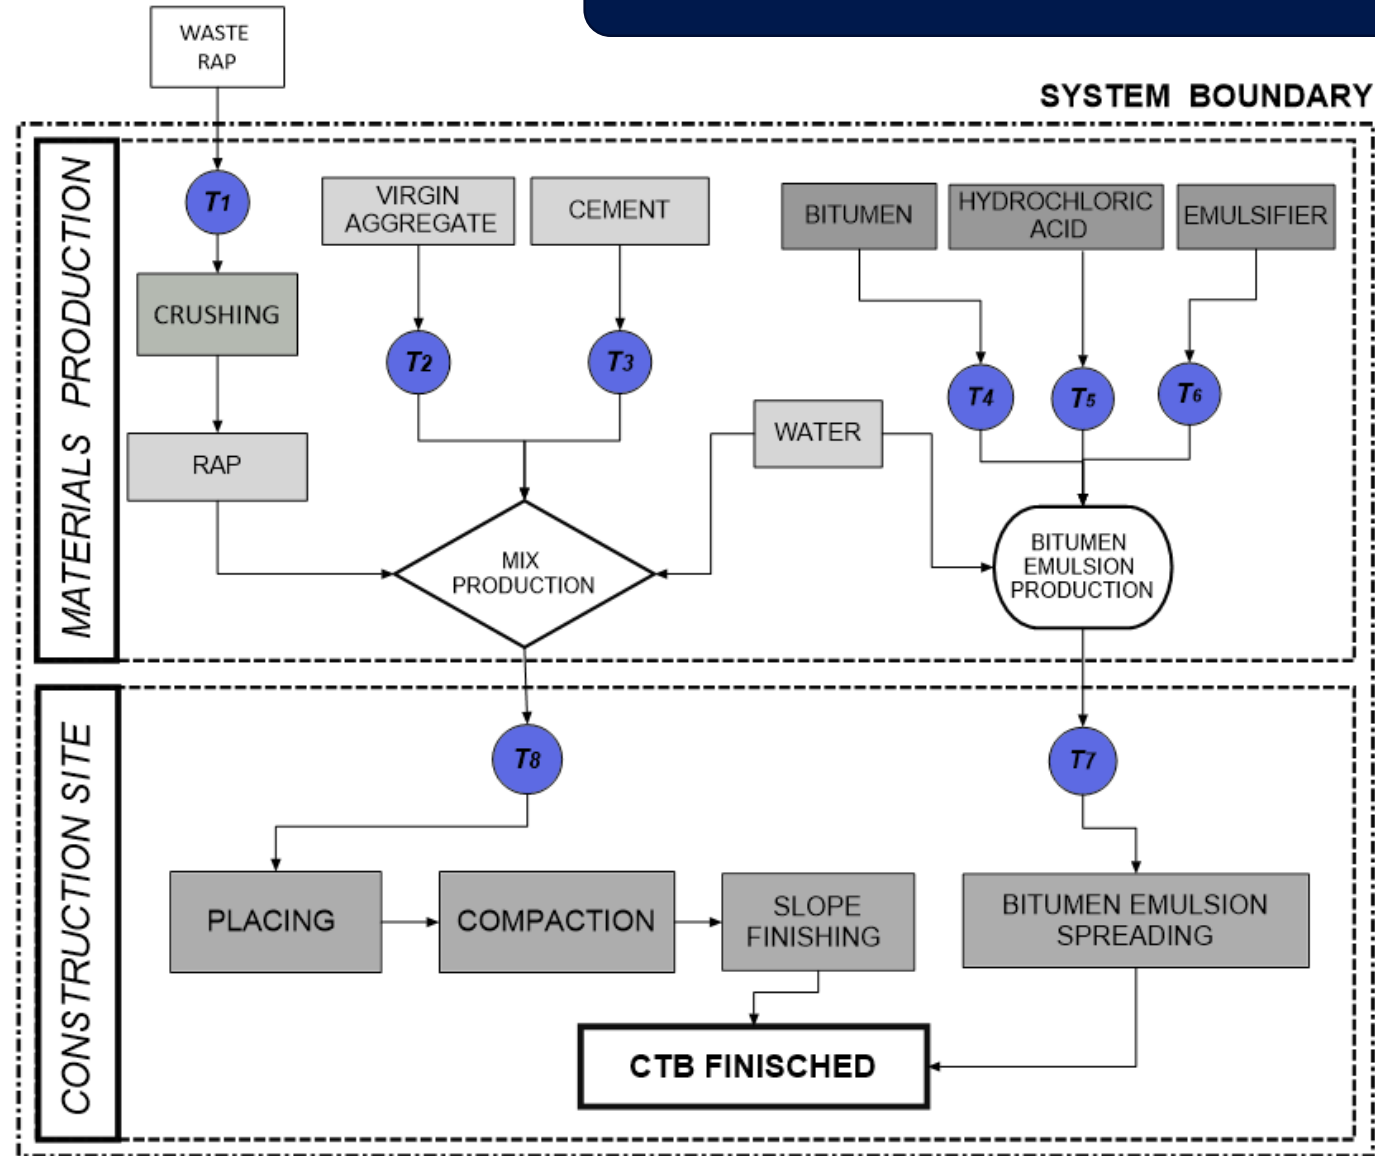 WASTE
RAP
SYSTEM BOUNDARY
MATERIALS PRODUCTION
T1
VIRGIN
AGGREGATE
CEMENT
BITUMEN
HYDROCHLORIC
ACID
EMULSIFIER
CRUSHING
T2
T3
T4
T5
T6
RAP
WATER
MIX
PRODUCTION
BITUMEN
EMULSION
PRODUCTION
CONSTRUCTION SITE
T8
T7
PLACING
COMPACTION
SLOPE
FINISHING
BITUMEN EMULSION
SPREADING
CTB FINISCHED